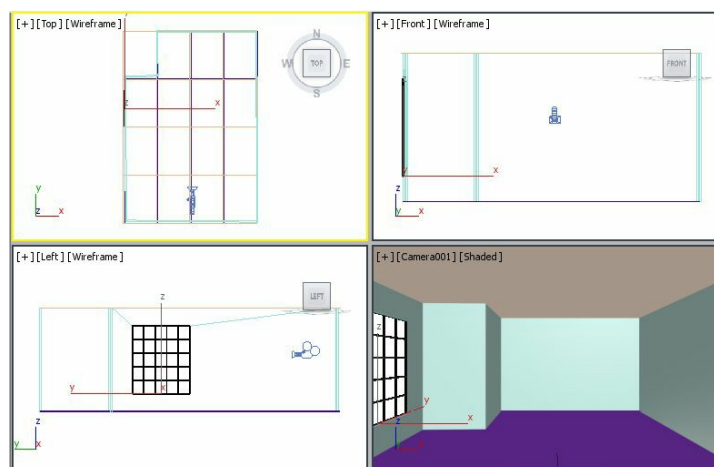 [+] [Top] [Wireframe]
N
W TOP E
S
z
x
y
z x
[+] [Front] [Wireframe]
FRONT
y x
z
y x
[+] [Left] [Wireframe]
LEFT
z
y x
z
y x
[+] [Camera001] [Shaded]
z
y
x
z
x